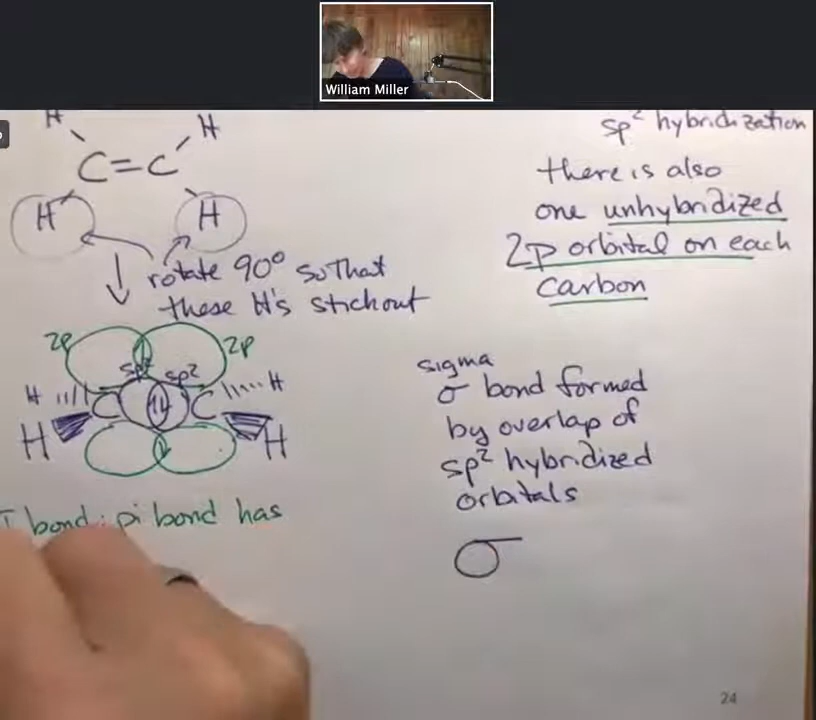 William Miller
H
H
C=C
H
H
rotate 90° so that
these H's stick out
2p
2p
sp²
sp²
H
H
C
1↓
C
H
H
π bond: pi bond has
sp² hybridization
there is also
one unhybridized
2p orbital on each
carbon
sigma
σ bond formed
by overlap of
sp² hybridized
orbitals
σ
24